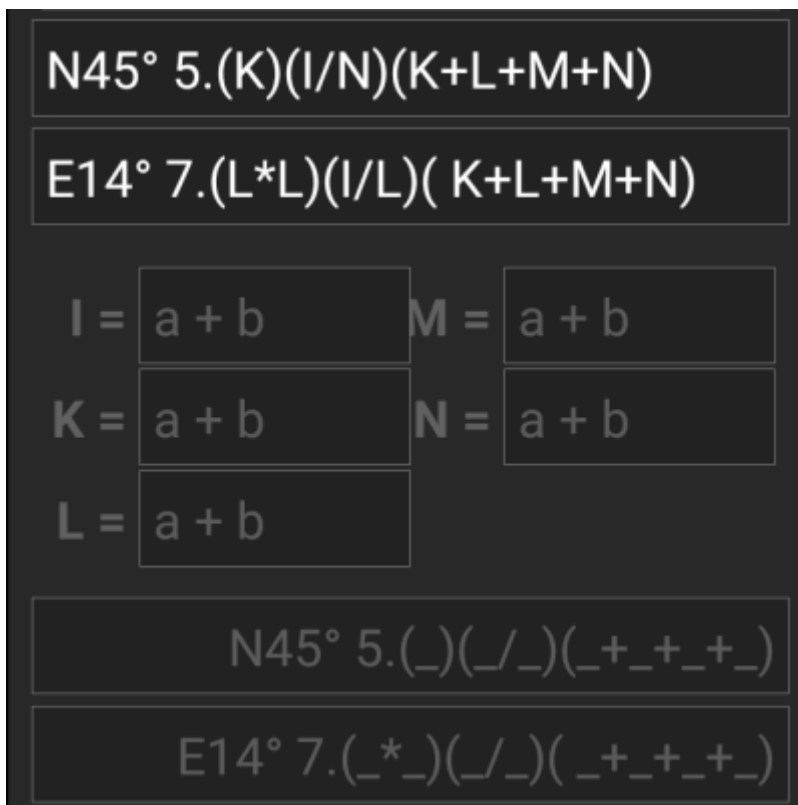 N45° 5.(K)(I/N)(K+L+M+N)
E14° 7.(L*L)(I/L)( K+L+M+N)
I = a + b M = a + b
K = a + b N = a + b
L = a + b
N45° 5.(_)(_/_)(_+_+_+_)
E14° 7.(_*_)(_/_)( _+_+_+_)